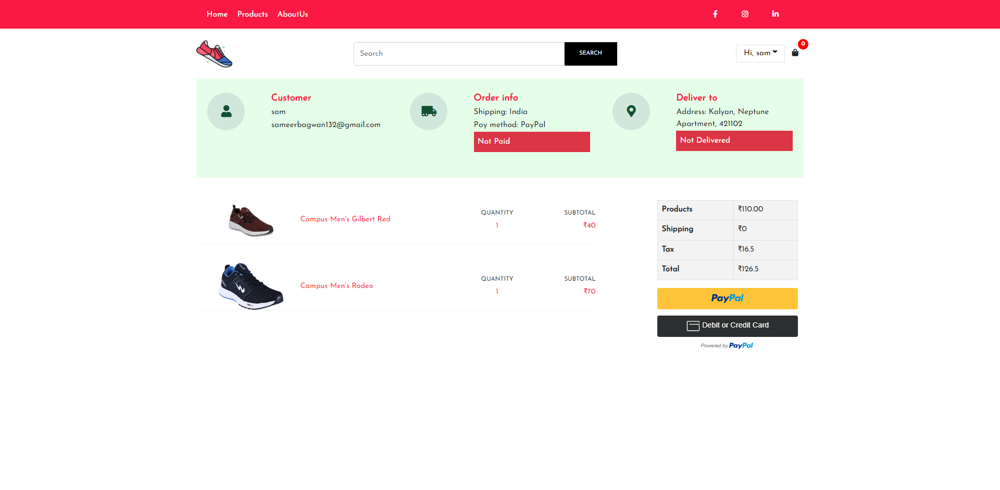 Home Products AboutUs
Search SEARCH Hi, sam 0
Customer
sam
sameerbagwan132@gmail.com
Order info
Shipping: India
Pay method: PayPal
Not Paid
Deliver to
Address: Kalyan, Neptune
Apartment, 421102
Not Delivered
Campus Men's Gilbert Red
QUANTITY
1
SUBTOTAL
₹40
Campus Men's Rodeo
QUANTITY
1
SUBTOTAL
₹70
Products ₹110.00
Shipping ₹0
Tax ₹16.5
Total ₹126.5
PayPal
Debit or Credit Card
Powered by PayPal